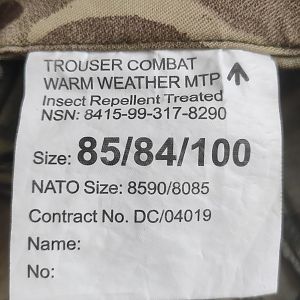 TROUSER COMBAT
WARM WEATHER MTP
Insect Repellent Treated
NSN: 8415-99-317-8290
Size: 85/84/100
NATO Size: 8590/8085
Contract No. DC/04019
Name:
No: